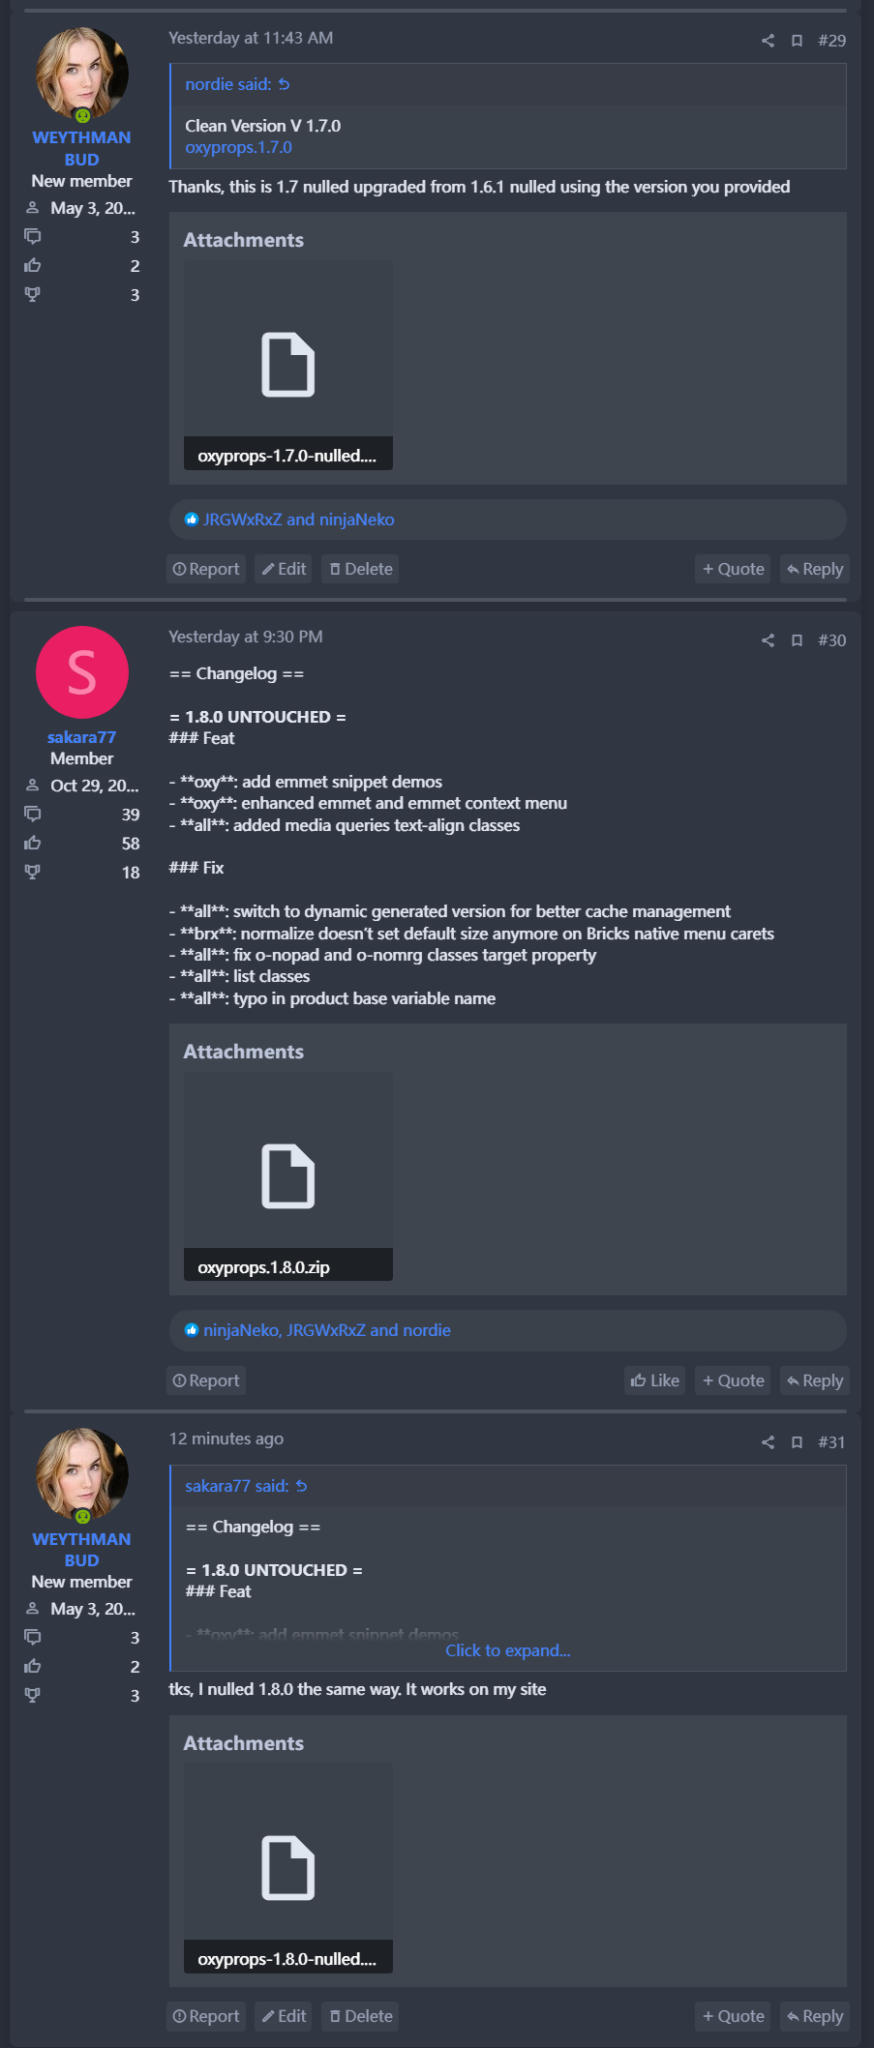 Yesterday at 11:43 AM
#29
WEYTHMAN
BUD
New member
May 3, 20...
3
2
3
nordie said:
Clean Version V 1.7.0
oxyprops.1.7.0
Thanks, this is 1.7 nulled upgraded from 1.6.1 nulled using the version you provided
Attachments
oxyprops-1.7.0-nulled....
JRGWxRxZ and ninjaNeko
Report Edit Delete + Quote Reply
Yesterday at 9:30 PM
#30
S
sakara77
Member
Oct 29, 20...
39
58
18
== Changelog ==
= 1.8.0 UNTOUCHED =
### Feat
- **oxy**: add emmet snippet demos
- **oxy**: enhanced emmet and emmet context menu
- **all**: added media queries text-align classes
### Fix
- **all**: switch to dynamic generated version for better cache management
- **brx**: normalize doesn't set default size anymore on Bricks native menu carets
- **all**: fix o-nopad and o-nomrg classes target property
- **all**: list classes
- **all**: typo in product base variable name
Attachments
oxyprops.1.8.0.zip
ninjaNeko, JRGWxRxZ and nordie
Report Like + Quote Reply
12 minutes ago
#31
WEYTHMAN
BUD
New member
May 3, 20...
3
2
3
sakara77 said:
== Changelog ==
= 1.8.0 UNTOUCHED =
### Feat
- **oxy**: add emmet snippet demos
Click to expand...
tks, I nulled 1.8.0 the same way. It works on my site
Attachments
oxyprops-1.8.0-nulled....
Report Edit Delete + Quote Reply